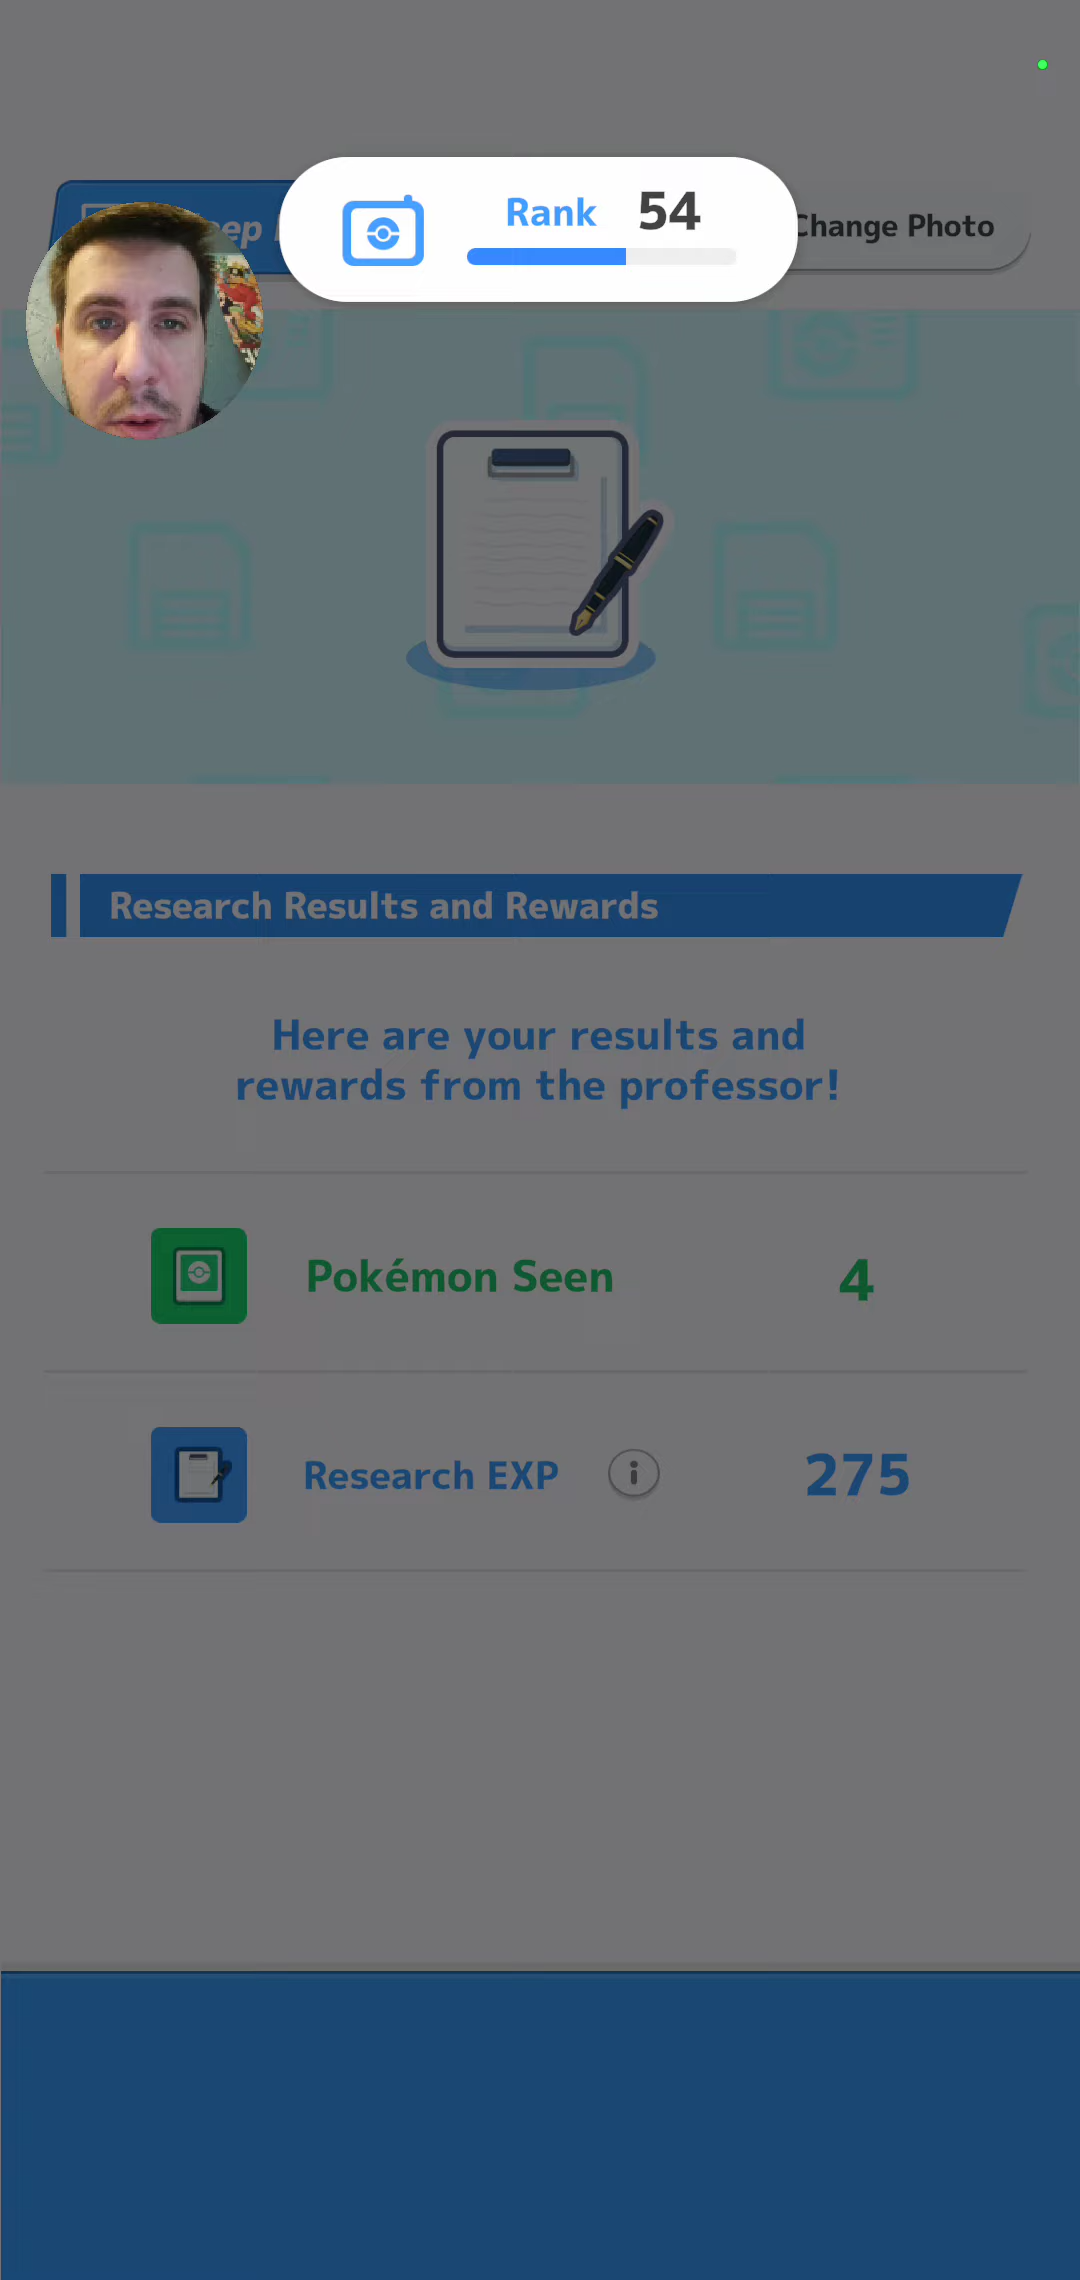 Rank 54
Change Photo
Research Results and Rewards
Here are your results and
rewards from the professor!
Pokémon Seen 4
Research EXP 275